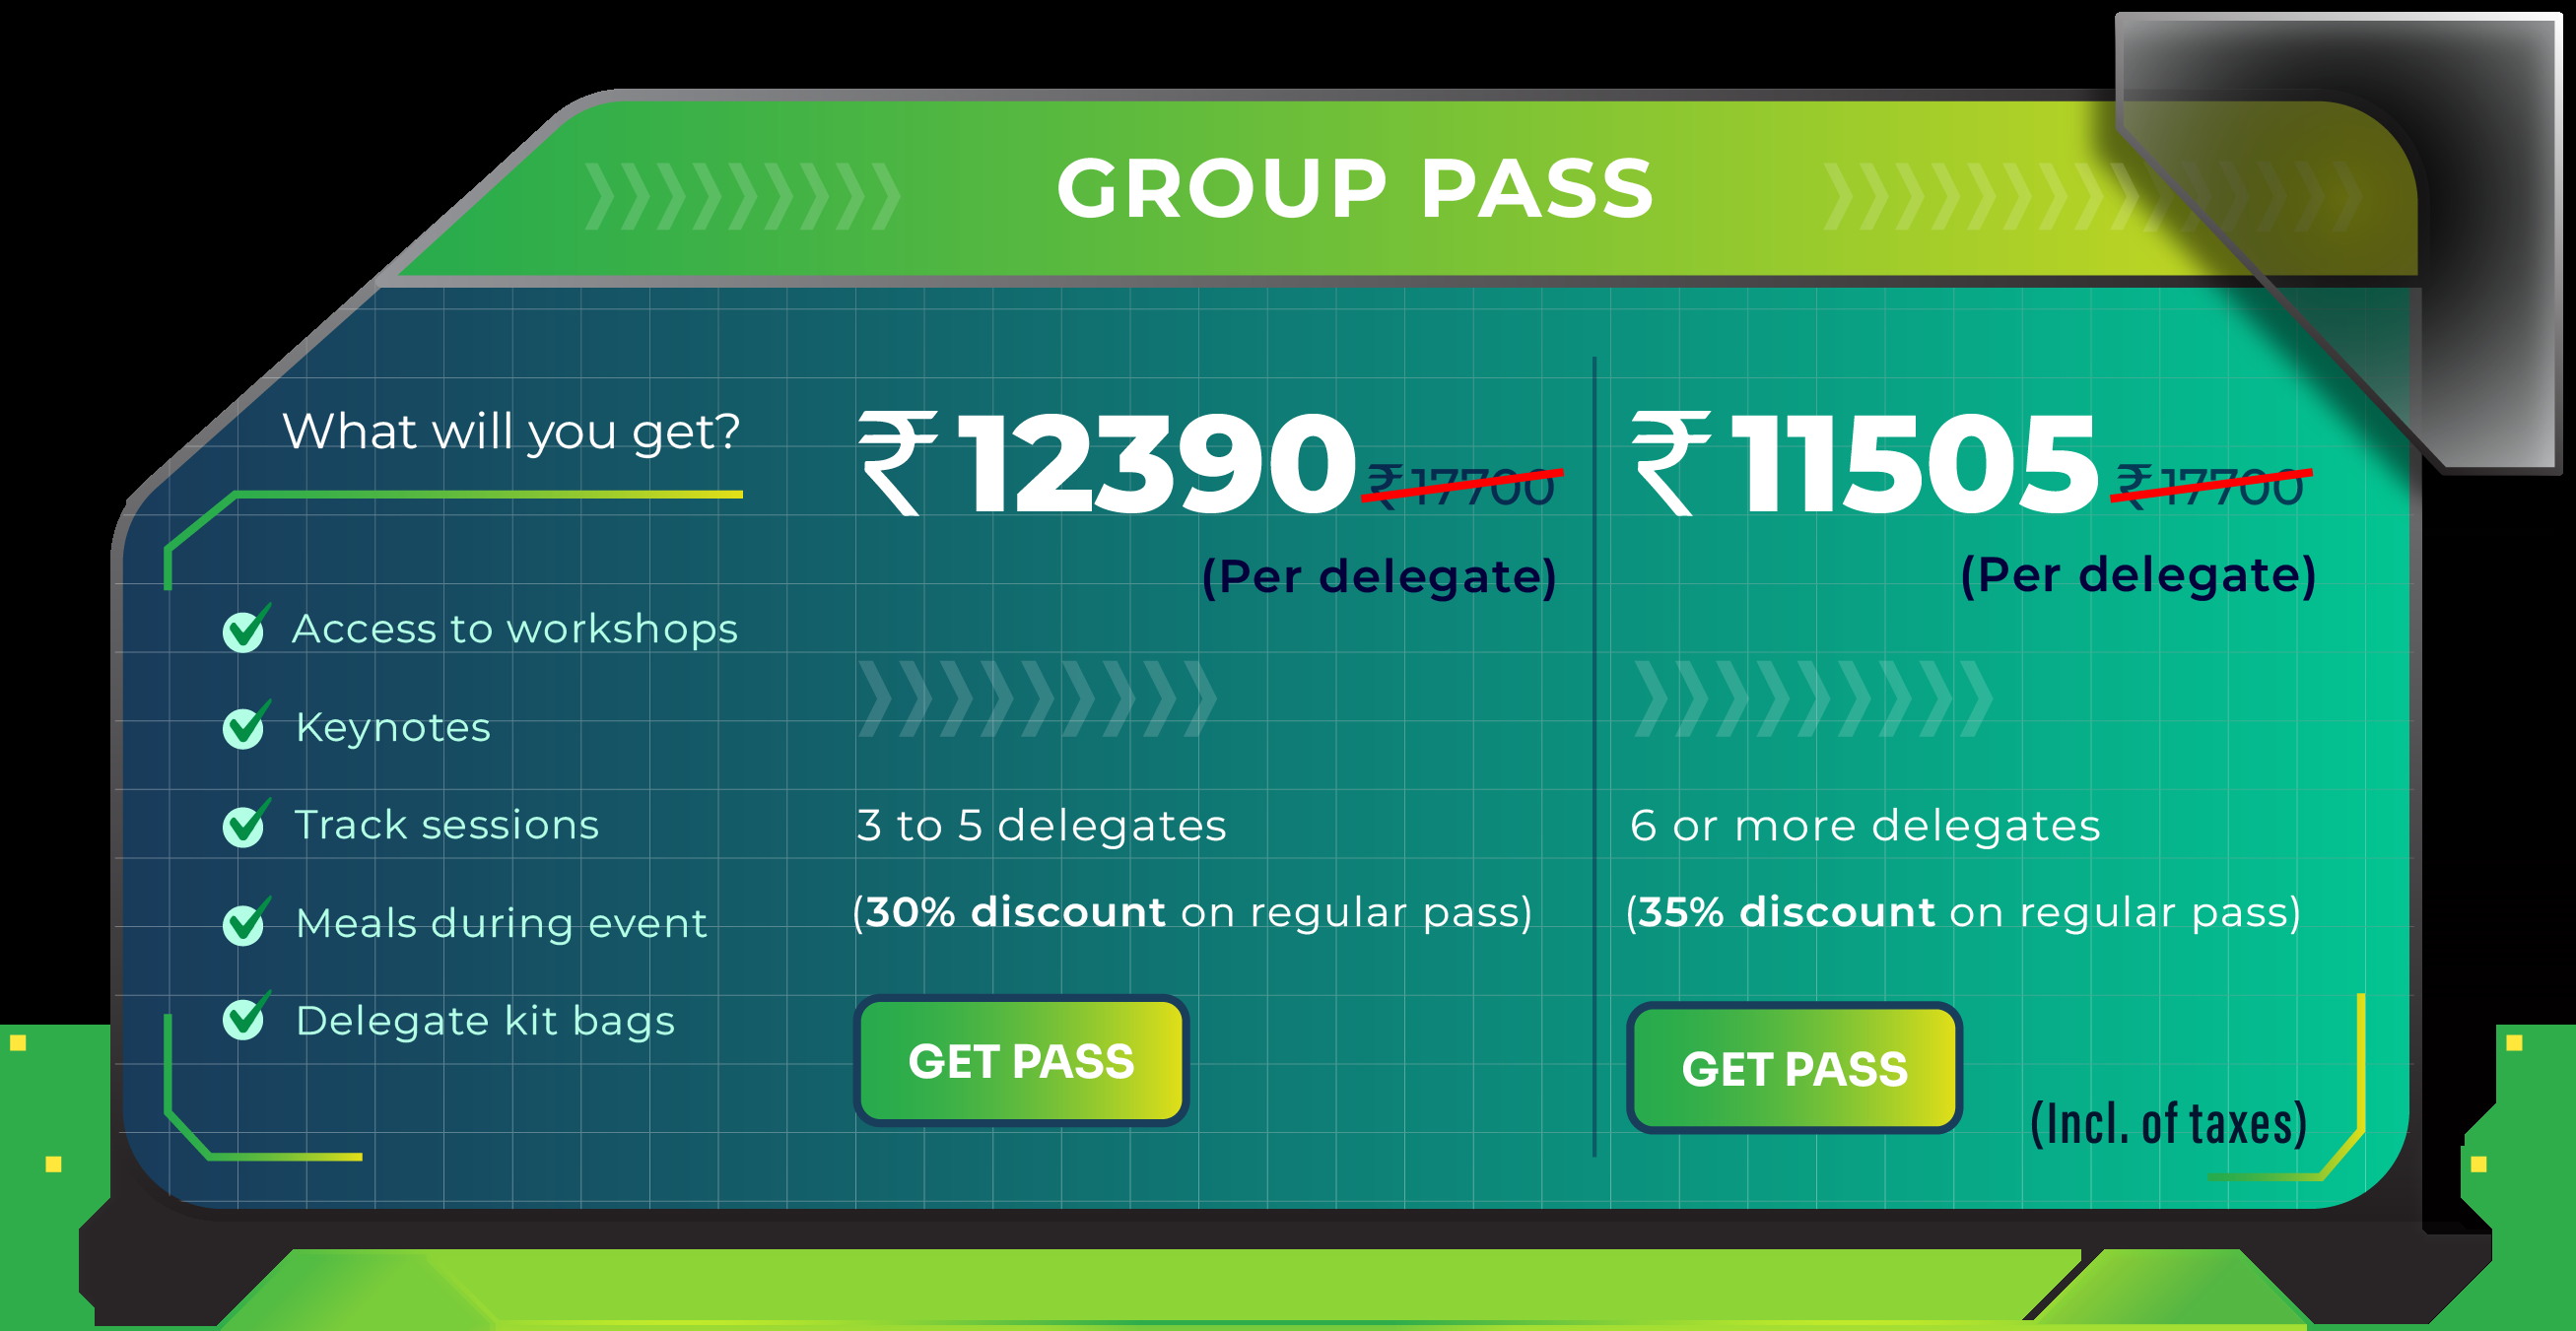 GROUP PASS
What will you get?
Access to workshops
Keynotes
Track sessions
Meals during event
Delegate kit bags
₹ 12390 ₹ 17700
(Per delegate)
3 to 5 delegates
(30% discount on regular pass)
GET PASS
₹ 11505 ₹ 17700
(Per delegate)
6 or more delegates
(35% discount on regular pass)
GET PASS
(Incl. of taxes)